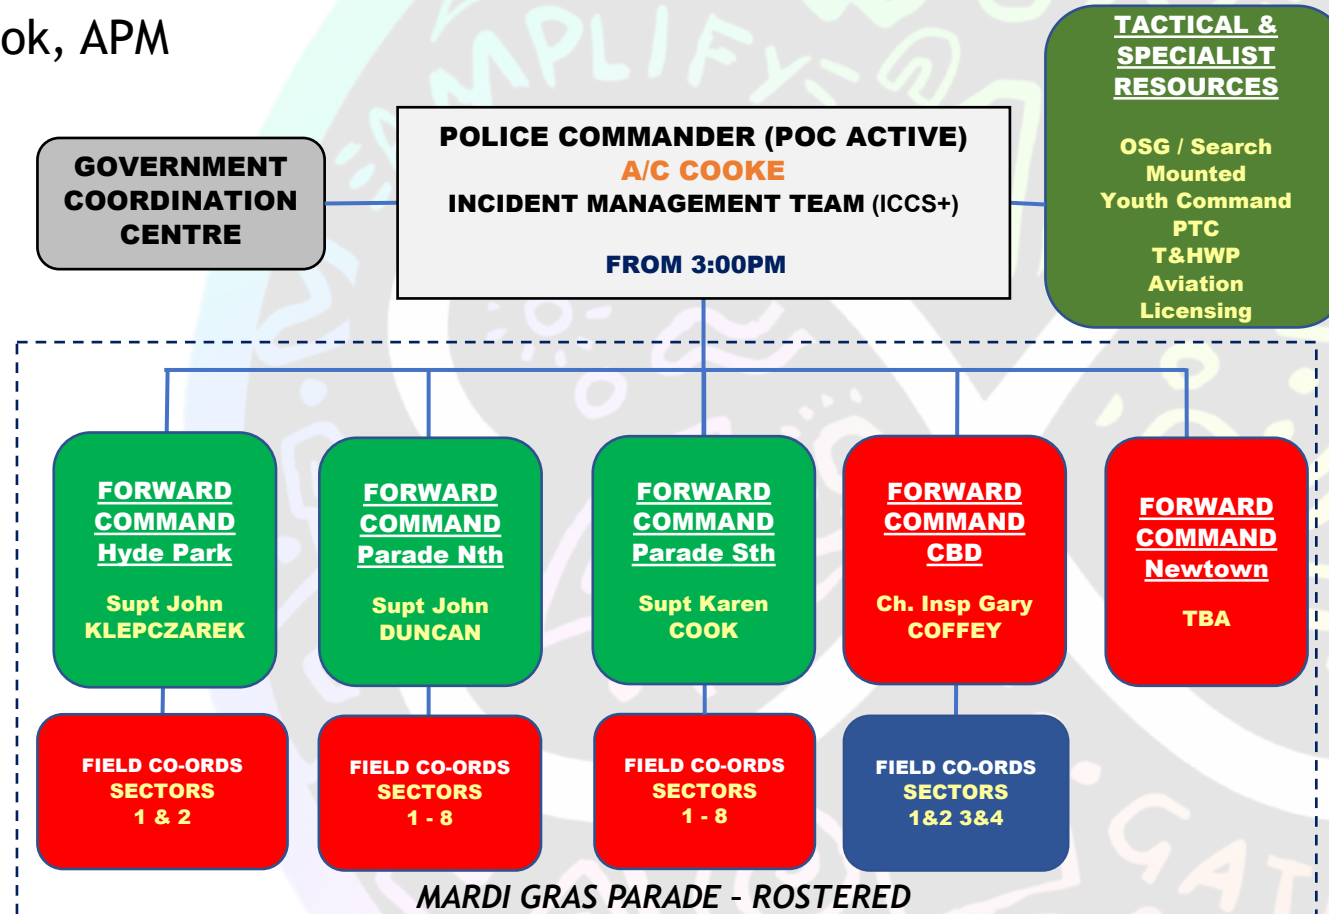 ok, APM
TACTICAL &
SPECIALIST
RESOURCES
OSG / Search
Mounted
Youth Command
PTC
T&HWP
Aviation
Licensing
GOVERNMENT
COORDINATION
CENTRE
POLICE COMMANDER (POC ACTIVE)
A/C COOKE
INCIDENT MANAGEMENT TEAM (ICCS+)
FROM 3:00PM
FORWARD
COMMAND
Hyde Park
Supt John
KLEPCZAREK
FORWARD
COMMAND
Parade Nth
Supt John
DUNCAN
FORWARD
COMMAND
Parade Sth
Supt Karen
COOK
FORWARD
COMMAND
CBD
Ch. Insp Gary
COFFEY
FORWARD
COMMAND
Newtown
TBA
FIELD CO-ORDS
SECTORS
1 & 2
FIELD CO-ORDS
SECTORS
1 - 8
FIELD CO-ORDS
SECTORS
1 - 8
FIELD CO-ORDS
SECTORS
1&2 3&4
MARDI GRAS PARADE – ROSTERED